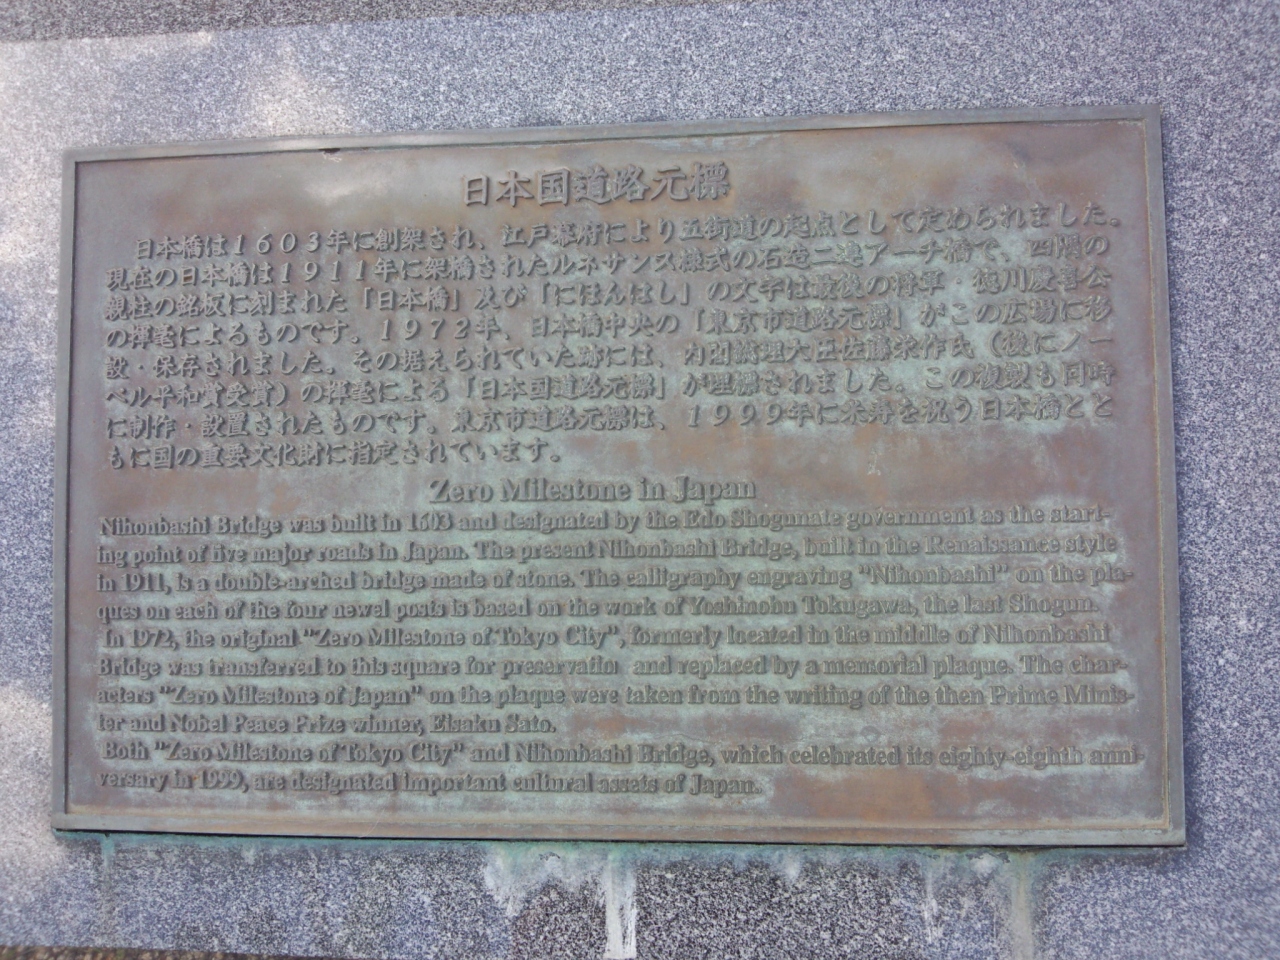 日本国道路元標
日本橋は1603年に創架され、江戸幕府により五街道の起点として定められました。
現在の日本橋は1911年に架橋されたルネサンス様式の石造二連アーチ橋で、四隅の
親柱の銘板に刻まれた「日本橋」及び「にほんはし」の文字は最後の将軍・徳川慶喜公
の揮毫によるものです。1972年、日本橋中央の「東京市道路元標」がこの広場に移
設・保存されました。その据えられていた跡には、内閣総理大臣佐藤栄作氏（後にノー
ベル平和賞受賞）の揮毫による「日本国道路元標」が埋標されました。この複製も同時
に制作・設置されたものです。東京市道路元標は、1999年に米寿を祝う日本橋とと
もに国の重要文化財に指定されています。
Zero Milestone in Japan
Nihonbashi Bridge was built in 1603 and designated by the Edo Shogunate government as the start-
ing point of five major roads in Japan. The present Nihonbashi Bridge, built in the Renaissance style
in 1911, is a double-arched bridge made of stone. The calligraphy engraving "Nihonbashi" on the pla-
ques on each of the four newel posts is based on the work of Yoshinobu Tokugawa, the last Shogun.
In 1972, the original "Zero Milestone of Tokyo City", formerly located in the middle of Nihonbashi
Bridge was transferred to this square for preservation and replaced by a memorial plaque. The char-
acters "Zero Milestone of Japan" on the plaque were taken from the writing of the then Prime Minis-
ter and Nobel Peace Prize winner, Eisaku Sato.
Both "Zero Milestone of Tokyo City" and Nihonbashi Bridge, which celebrated its eighty-eighth anni-
versary in 1999, are designated important cultural assets of Japan.